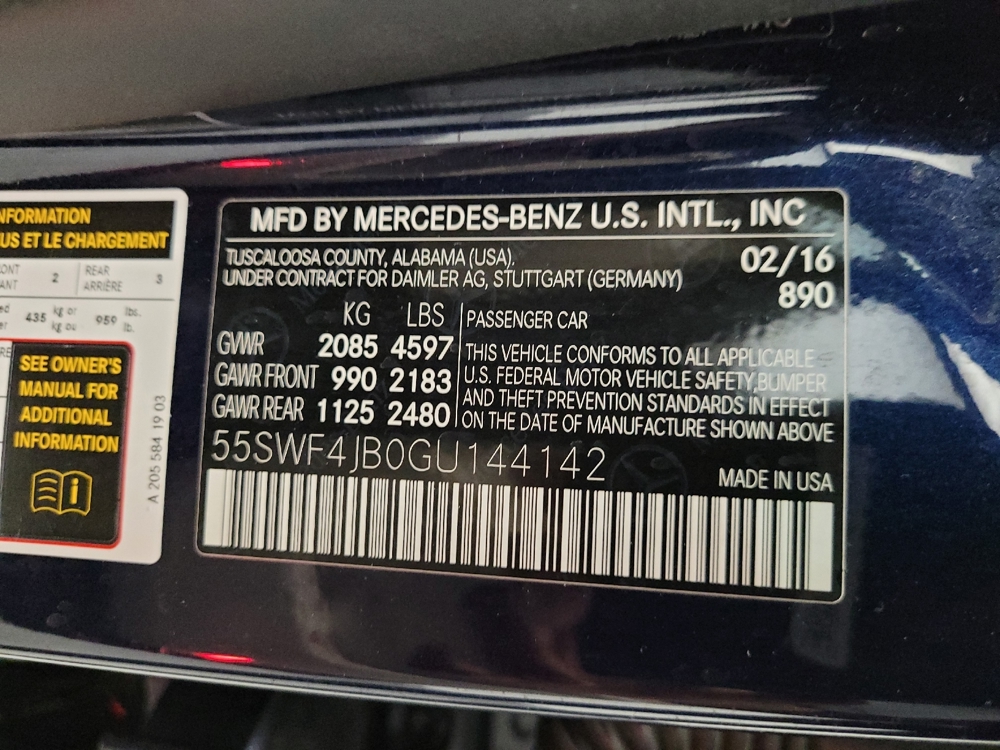 NFORMATION
US ET LE CHARGEMENT
ONT 2 REAR 3
ANT ARRIÈRE
435 kg or 959 lbs.
kg ou lb.
SEE OWNER'S
MANUAL FOR
ADDITIONAL
INFORMATION
A 205 584 19 03
MFD BY MERCEDES-BENZ U.S. INTL., INC
TUSCALOOSA COUNTY, ALABAMA (USA). 02/16
UNDER CONTRACT FOR DAIMLER AG, STUTTGART (GERMANY)
890
KG LBS PASSENGER CAR
GVWR 2085 4597
GAWR FRONT 990 2183
GAWR REAR 1125 2480
THIS VEHICLE CONFORMS TO ALL APPLICABLE
U.S. FEDERAL MOTOR VEHICLE SAFETY,BUMPER
AND THEFT PREVENTION STANDARDS IN EFFECT
ON THE DATE OF MANUFACTURE SHOWN ABOVE
55SWF4JB0GU144142
MADE IN USA